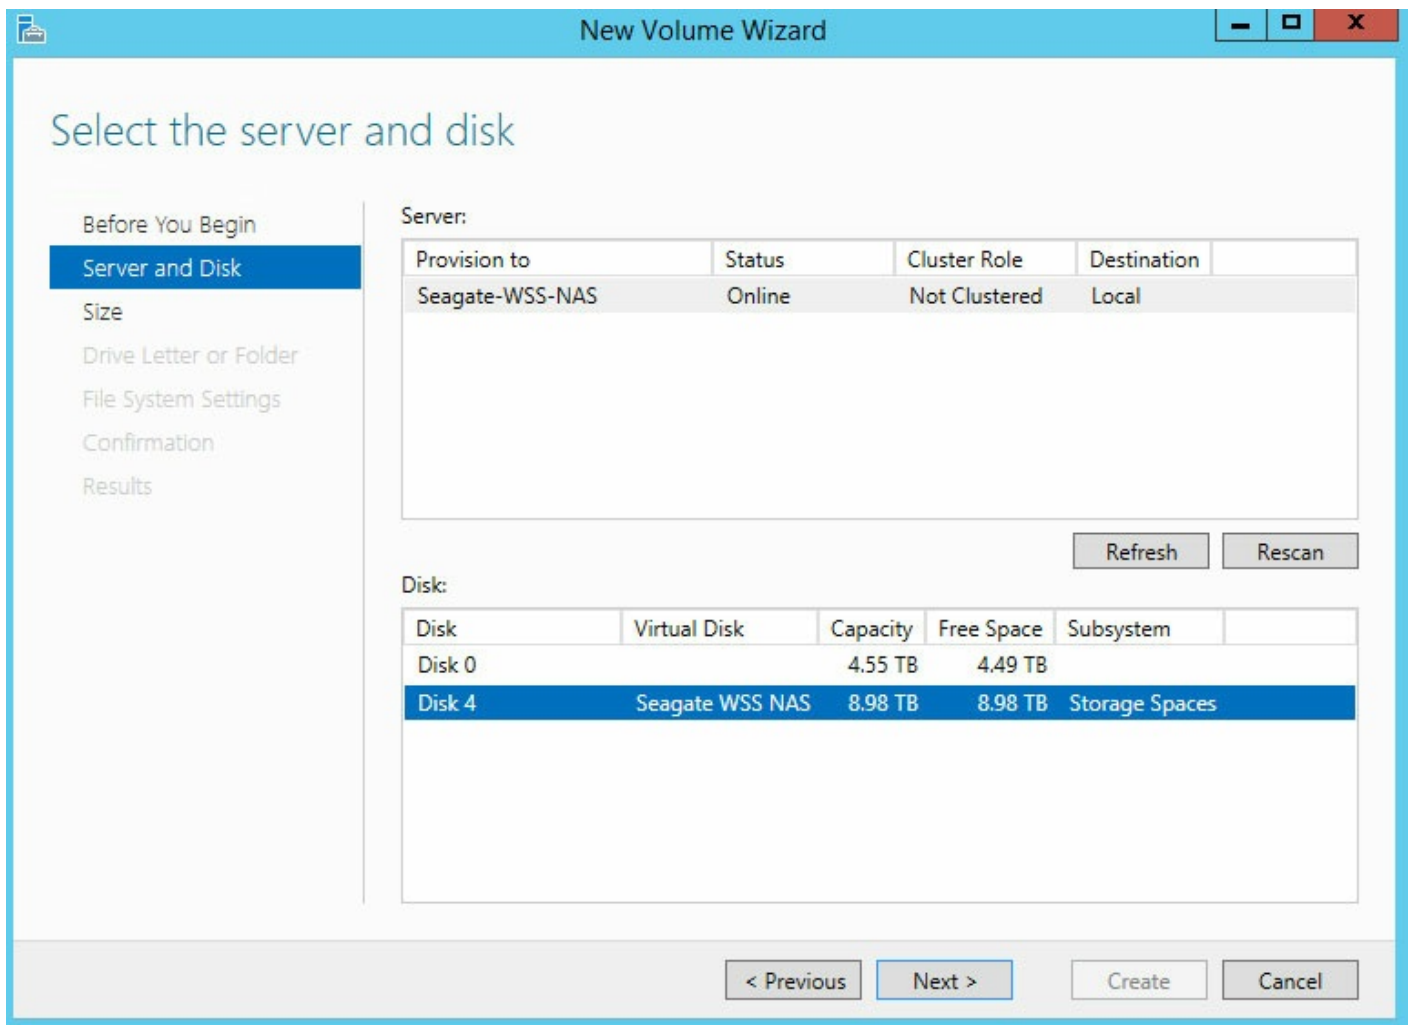 New Volume Wizard
Select the server and disk
Before You Begin
Server and Disk
Size
Drive Letter or Folder
File System Settings
Confirmation
Results
Server:
Provision to Status Cluster Role Destination
Seagate-WSS-NAS Online Not Clustered Local
Refresh Rescan
Disk:
Disk Virtual Disk Capacity Free Space Subsystem
Disk 0 4.55 TB 4.49 TB
Disk 4 Seagate WSS NAS 8.98 TB 8.98 TB Storage Spaces
< Previous Next > Create Cancel